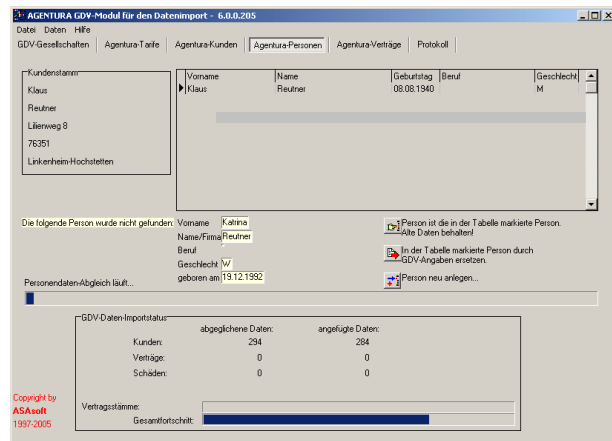 AGENTURA GDV-Modul für den Datenimport - 6.0.0.205
Datei Daten Hilfe
GDV-Gesellschaften Agentura-Tarife Agentura-Kunden Agentura-Personen Agentura-Verträge Protokoll
Kundenstamm
Klaus
Reutner
Lilienweg 8
76351
Linkenheim-Hochstetten
Vorname Name Geburtstag Beruf Geschlecht
Klaus Reutner 08.08.1940 M
Die folgende Person wurde nicht gefunden:
Vorname Katrina
Name/Firma Reutner
Beruf
Geschlecht W
geboren am 19.12.1992
Person ist die in der Tabelle markierte Person.
Alte Daten behalten!
In der Tabelle markierte Person durch
GDV-Angaben ersetzen.
Person neu anlegen...
Personendaten-Abgleich läuft...
GDV-Daten-Importstatus
abgeglichene Daten: angefügte Daten:
Kunden: 294 284
Verträge: 0 0
Schäden: 0 0
Vertragsstämme:
Gesamtfortschritt:
Copyright by
ASAsoft
1997-2005